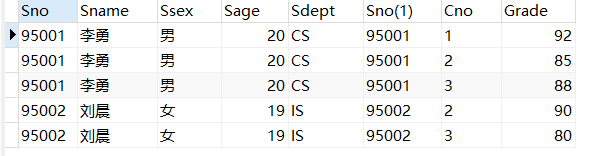 Sno Sname Ssex Sage Sdept Sno(1) Cno Grade
95001 李勇 男 20 CS 95001 1 92
95001 李勇 男 20 CS 95001 2 85
95001 李勇 男 20 CS 95001 3 88
95002 刘晨 女 19 IS 95002 2 90
95002 刘晨 女 19 IS 95002 3 80